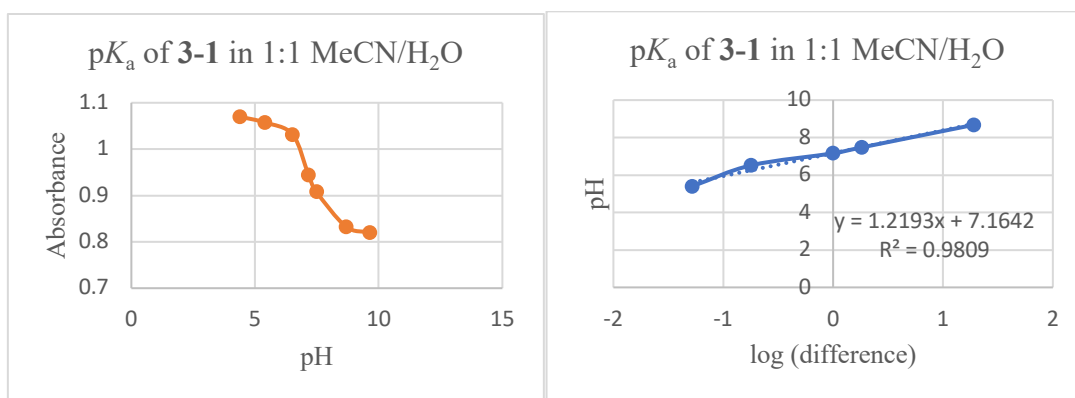 pKa of 3-1 in 1:1 MeCN/H2O
1.1
1
0.9
0.8
0.7
0
5
10
15
Absorbance
pH
pKa of 3-1 in 1:1 MeCN/H2O
10
8
6
4
2
0
-2
-1
0
1
2
pH
y = 1.2193x + 7.1642
R² = 0.9809
log (difference)